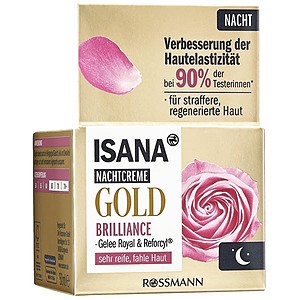 NACHT
Verbesserung der
Hautelastizität
bei 90% der
Testerinnen*
· für straffere,
regenerierte Haut
ISANA
NACHTCREME
GOLD
BRILLIANCE
· Gelee Royal & Reforcyl®
sehr reife, fahle Haut
ROSSMANN